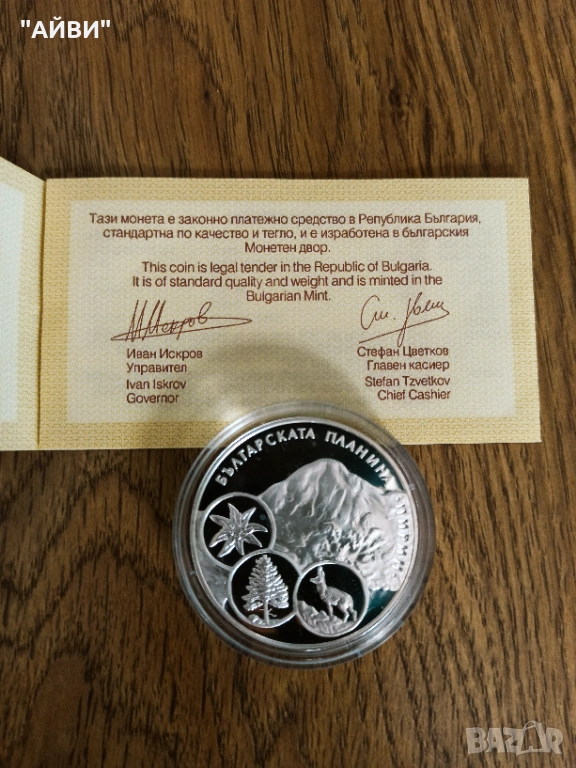 "АЙВИ"
Тази монета е законно платежно средство в Република България,
стандартна по качество и тегло, и е изработена в българския
Монетен двор.
This coin is legal tender in the Republic of Bulgaria.
It is of standard quality and weight and is minted in the
Bulgarian Mint.
Иван Искров
Управител
Ivan Iskrov
Governor
Стефан Цветков
Главен касиер
Stefan Tzvetkov
Chief Cashier
БЪЛГАРСКАТА ПЛАНИНА ПИРИН
BAZAR